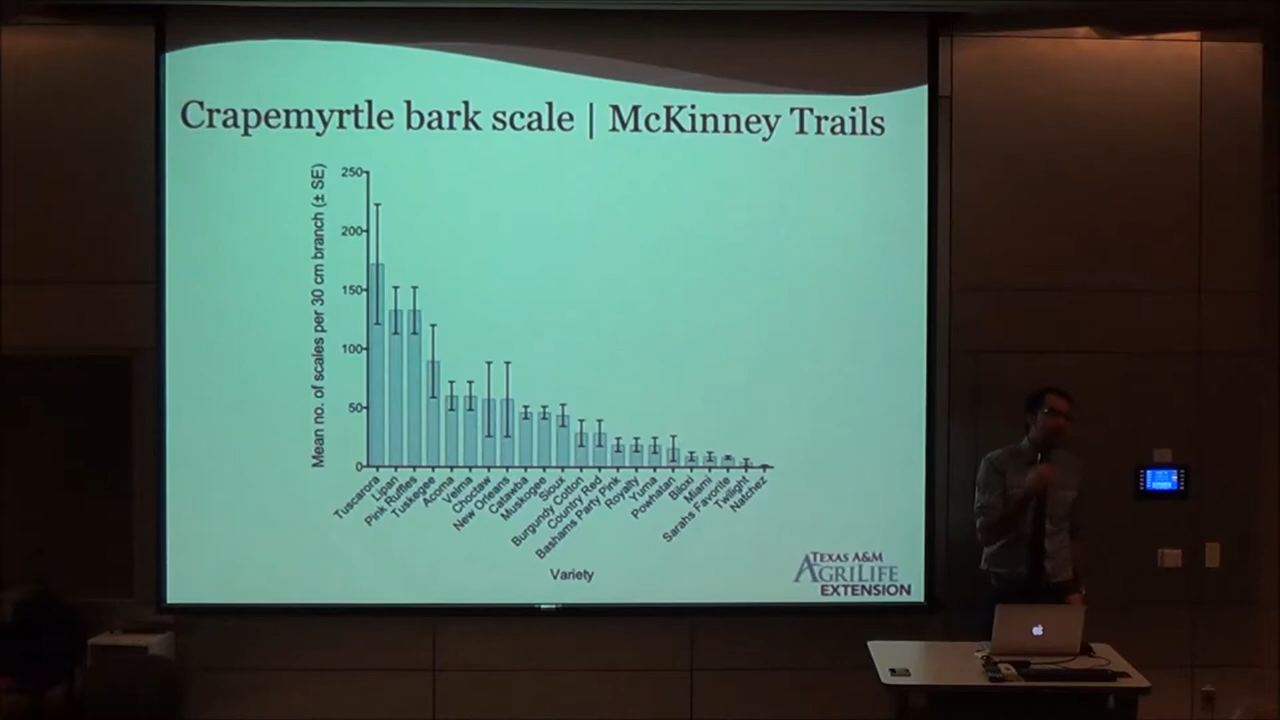 Crapemyrtle bark scale | McKinney Trails
Mean no. of scales per 30 cm branch (± SE)
250
200
150
100
50
0
Tuscarora
Lipan
Pink Ruffles
Tuskegee
Acoma
Velma
Choctaw
New Orleans
Catawba
Muskogee
Sioux
Burgundy Cotton
Country Red
Bashams Party Pink
Royalty
Yuma
Powhatan
Biloxi
Miami
Sarahs Favorite
Twilight
Natchez
Variety
TEXAS A&M
AGRILIFE
EXTENSION